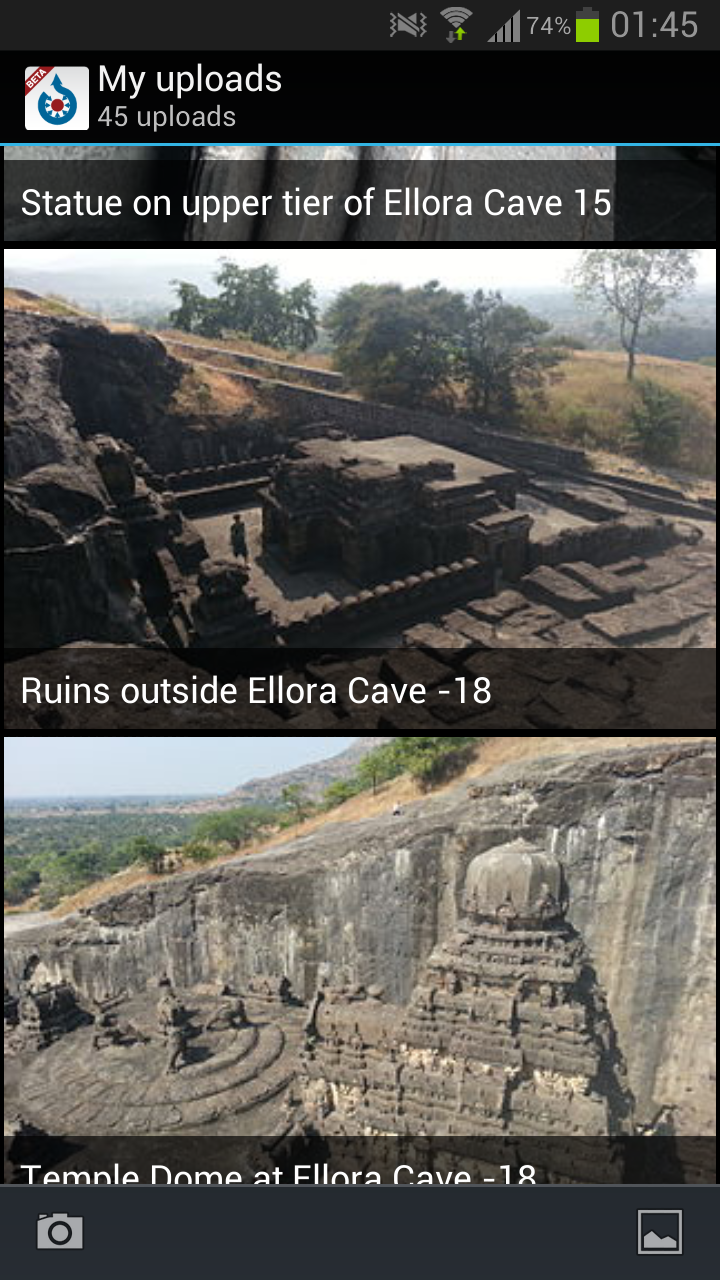 74% 01:45
BETA
My uploads
45 uploads
Statue on upper tier of Ellora Cave 15
Ruins outside Ellora Cave -18
Temple Dome at Ellora Cave -18